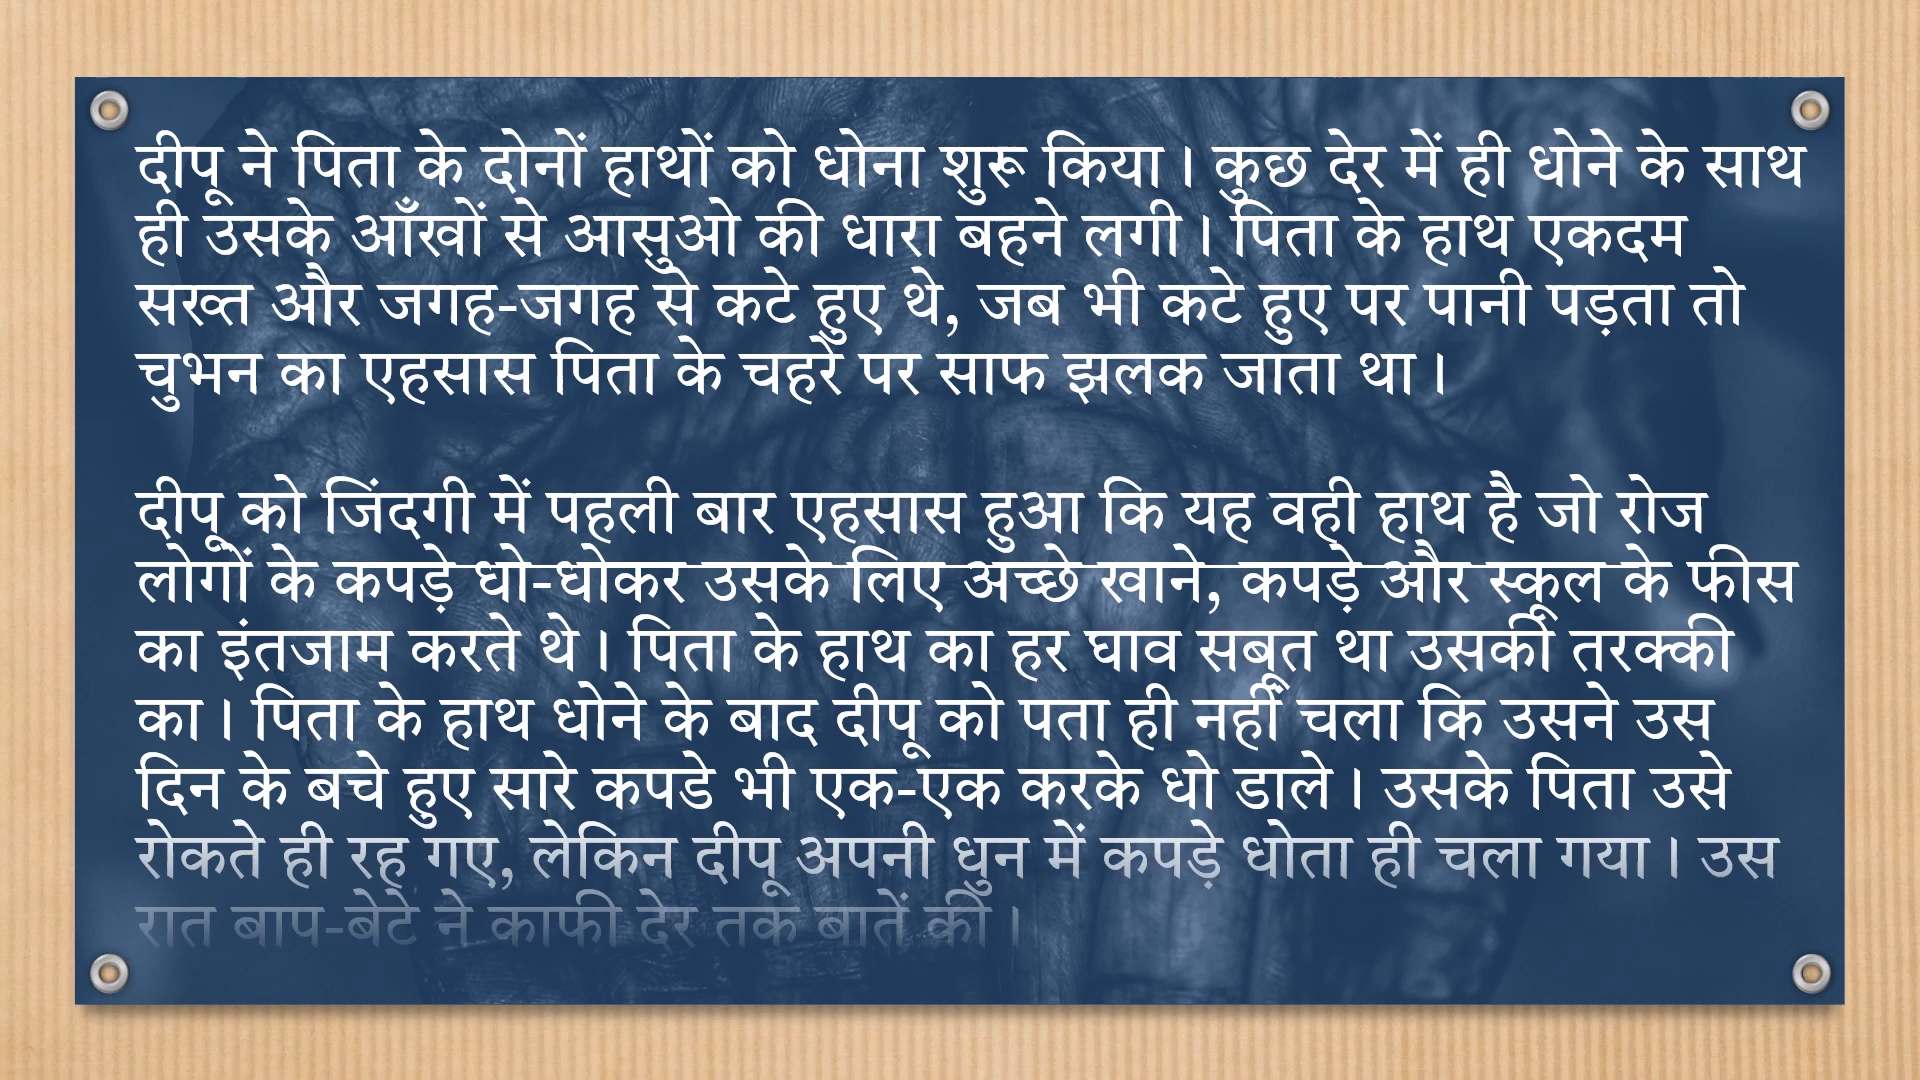 दीपू ने पिता के दोनों हाथों को धोना शुरू किया। कुछ देर में ही धोने के साथ
ही उसके आँखों से आसुओ की धारा बहने लगी। पिता के हाथ एकदम
सख्त और जगह-जगह से कटे हुए थे, जब भी कटे हुए पर पानी पड़ता तो
चुभन का एहसास पिता के चहरे पर साफ झलक जाता था।
दीपू को जिंदगी में पहली बार एहसास हुआ कि यह वही हाथ है जो रोज
लोगों के कपड़े धो-धोकर उसके लिए अच्छे खाने, कपड़े और स्कूल के फीस
का इंतजाम करते थे। पिता के हाथ का हर घाव सबूत था उसकी तरक्की
का। पिता के हाथ धोने के बाद दीपू को पता ही नहीं चला कि उसने उस
दिन के बचे हुए सारे कपडे भी एक-एक करके धो डाले। उसके पिता उसे
रोकते ही रह गए, लेकिन दीपू अपनी धुन में कपड़े धोता ही चला गया। उस
रात बाप-बेटे ने काफी देर तक बातें की।